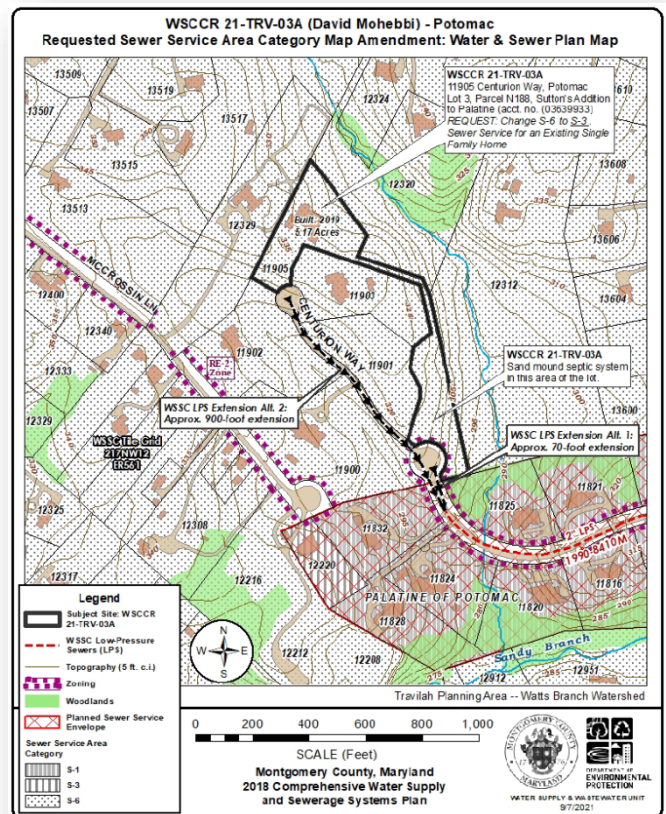 WSCCR 21-TRV-03A (David Mohebbi) - Potomac
Requested Sewer Service Area Category Map Amendment: Water & Sewer Plan Map
WSCCR 21-TRV-03A
11905 Centurion Way, Potomac
Lot 3, Parcel N188, Sutton's Addition
to Palatine (acct. no. (03639933)
REQUEST: Change S-6 to S-3
Sewer Service for an Existing Single
Family Home
13509
13519
12324
13507
13517
13515
12320
13608
345
13513
12329
Built: 2019
5.17 Acres
13606
MCCROSSIN LN
11905
11903
12312
12400
13604
12340
CENTURION WAY
12333
RE-2
Zone
11902
11901
WSCCR 21-TRV-03A
Sand mound septic system
in this area of the lot.
WSSC LPS Extension Alt. 2:
Approx. 900-foot extension
12329
13600
WSSC Tile Grid
217NW12
ER561
WSSC LPS Extension Alt. 1:
Approx. 70-foot extension
11900
12325
11821
11825
11832
2" LPS
1990-8410M
12308
12220
12317
12216
11824
11816
PALATINE OF POTOMAC
11820
11828
12212
12208
Sandy Branch
12912
12951
Legend
Subject Site: WSCCR
21-TRV-03A
WSSC Low-Pressure
Sewers (LPS)
Topography (5 ft. c.i.)
Zoning
Woodlands
Planned Sewer Service
Envelope
Sewer Service Area
Category
S-1
S-3
S-6
N
W E
S
Travilah Planning Area -- Watts Branch Watershed
0 200 400 600 800 1,000
SCALE (Feet)
Montgomery County, Maryland
2018 Comprehensive Water Supply
and Sewerage Systems Plan
MONTGOMERY COUNTY
MARYLAND
DEPARTMENT OF
ENVIRONMENTAL
PROTECTION
WATER SUPPLY & WASTEWATER UNIT
9/7/2021